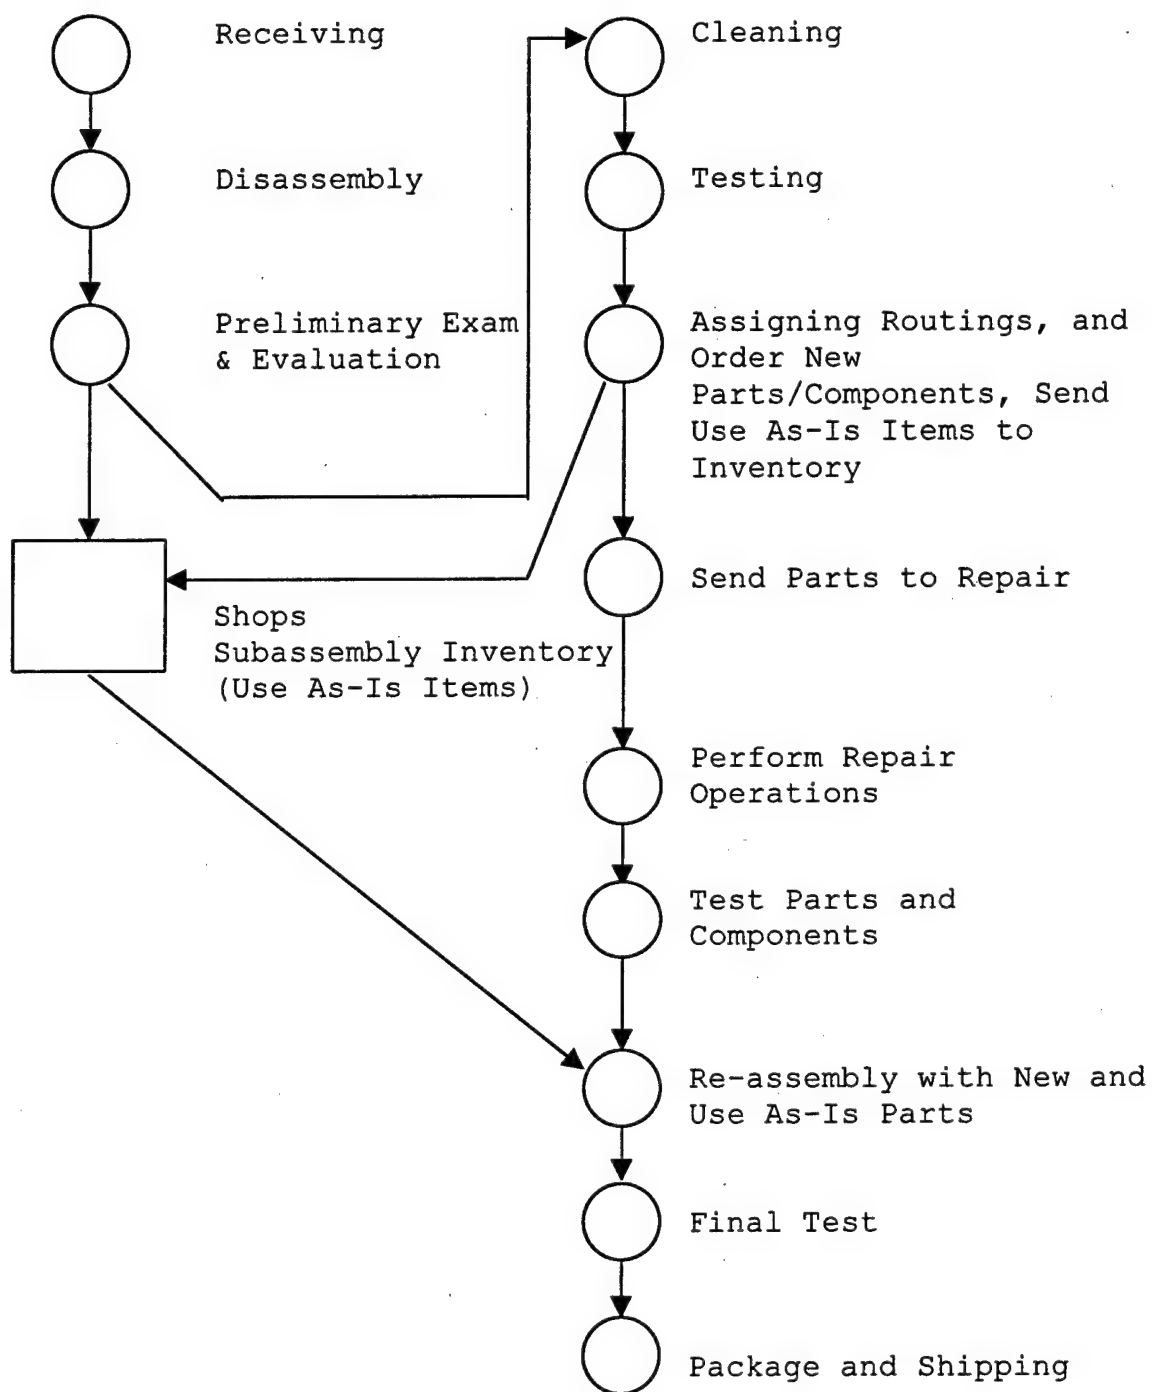 Receiving
Disassembly
Preliminary Exam
& Evaluation
Shops
Subassembly Inventory
(Use As-Is Items)
Cleaning
Testing
Assigning Routings, and
Order New
Parts/Components, Send
Use As-Is Items to
Inventory
Send Parts to Repair
Perform Repair
Operations
Test Parts and
Components
Re-assembly with New and
Use As-Is Parts
Final Test
Package and Shipping